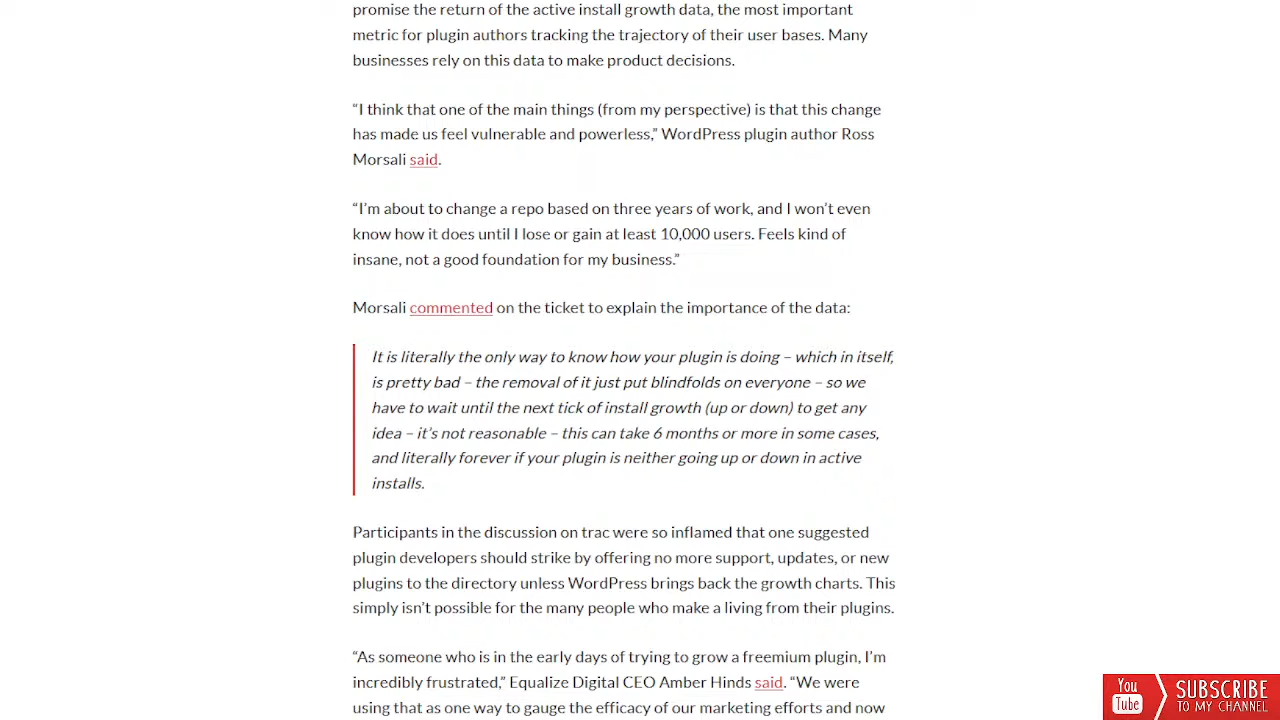 promise the return of the active install growth data, the most important
metric for plugin authors tracking the trajectory of their user bases. Many
businesses rely on this data to make product decisions.
“I think that one of the main things (from my perspective) is that this change
has made us feel vulnerable and powerless,” WordPress plugin author Ross
Morsali said.
“I’m about to change a repo based on three years of work, and I won’t even
know how it does until I lose or gain at least 10,000 users. Feels kind of
insane, not a good foundation for my business.”
Morsali commented on the ticket to explain the importance of the data:
It is literally the only way to know how your plugin is doing – which in itself,
is pretty bad – the removal of it just put blindfolds on everyone – so we
have to wait until the next tick of install growth (up or down) to get any
idea – it’s not reasonable – this can take 6 months or more in some cases,
and literally forever if your plugin is neither going up or down in active
installs.
Participants in the discussion on trac were so inflamed that one suggested
plugin developers should strike by offering no more support, updates, or new
plugins to the directory unless WordPress brings back the growth charts. This
simply isn’t possible for the many people who make a living from their plugins.
“As someone who is in the early days of trying to grow a freemium plugin, I’m
incredibly frustrated,” Equalize Digital CEO Amber Hinds said. “We were
using that as one way to gauge the efficacy of our marketing efforts and now
You
Tube
SUBSCRIBE
TO MY CHANNEL